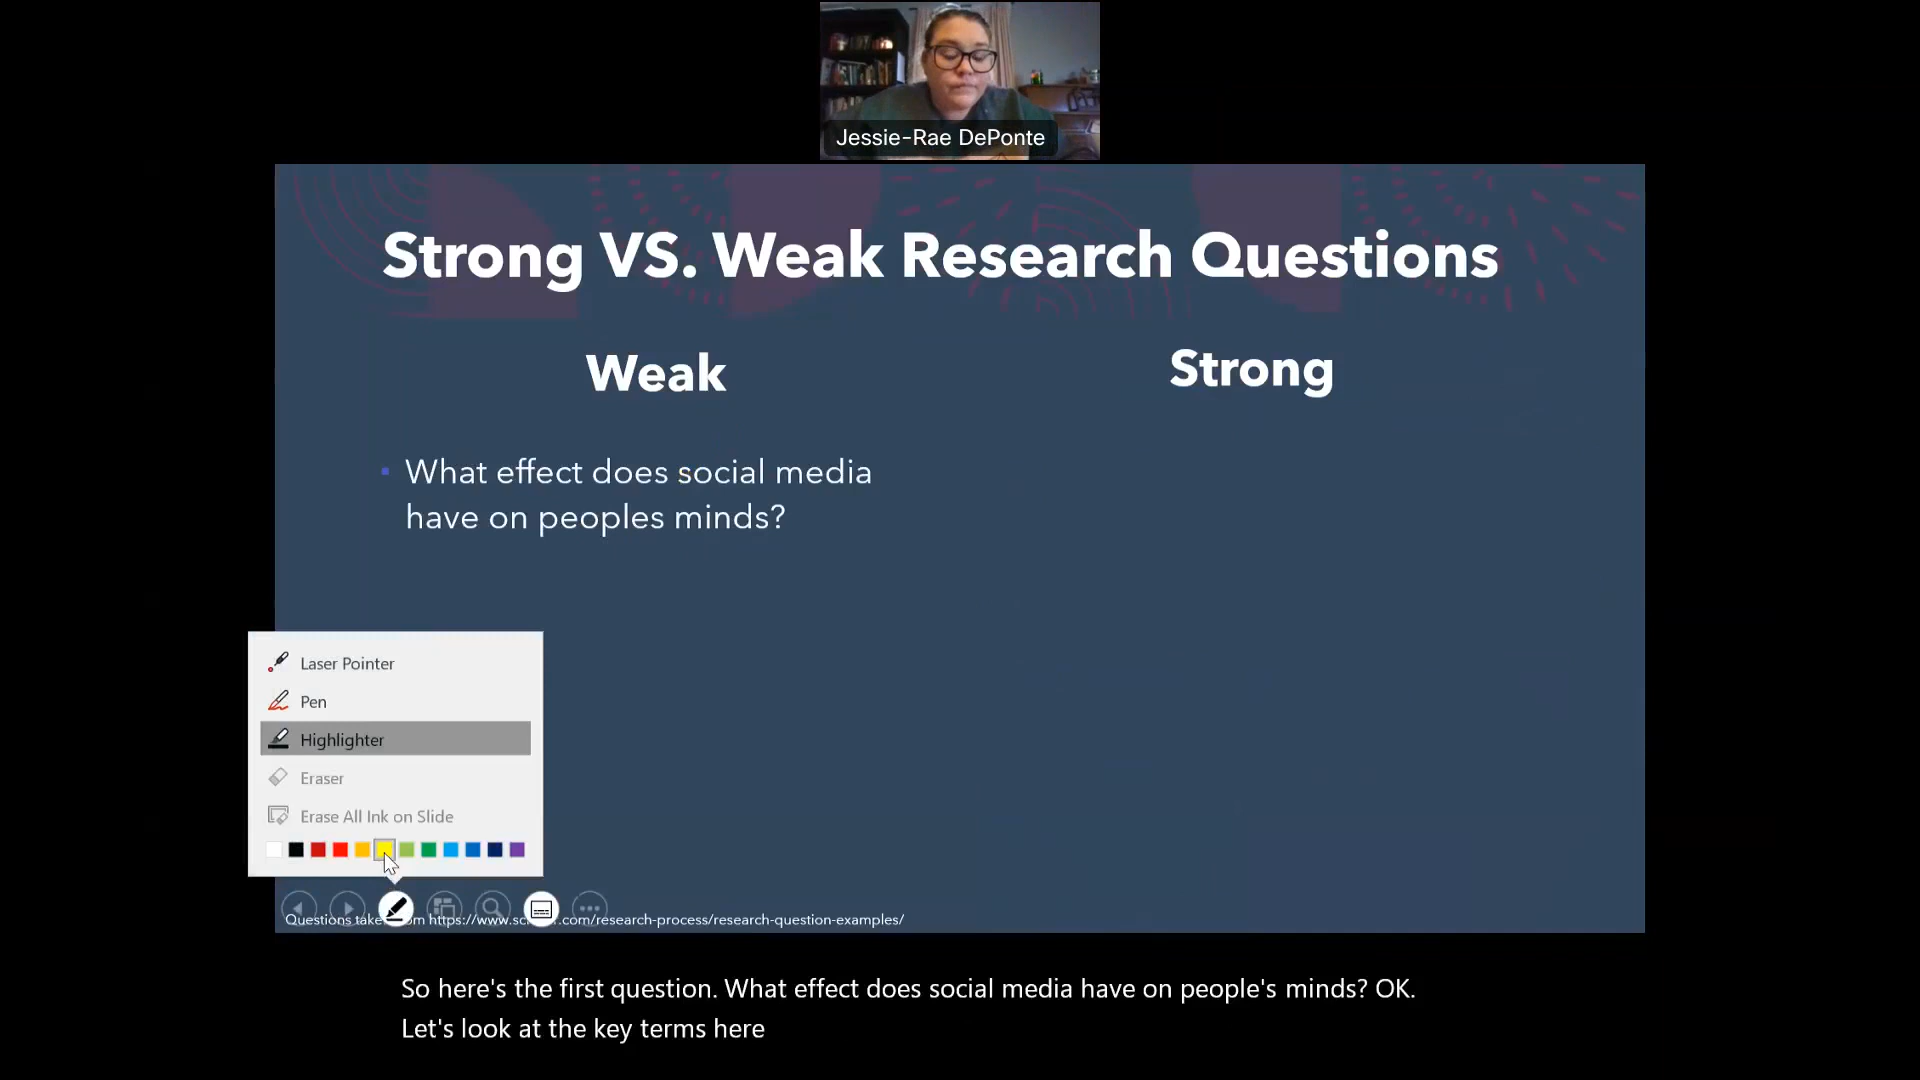 Jessie-Rae DePonte
Strong VS. Weak Research Questions
Weak
Strong
What effect does social media
have on peoples minds?
Laser Pointer
Pen
Highlighter
Eraser
Erase All Ink on Slide
Questions https://www.sc .com/research-process/research-question-examples/
So here's the first question. What effect does social media have on people's minds? OK.
Let's look at the key terms here